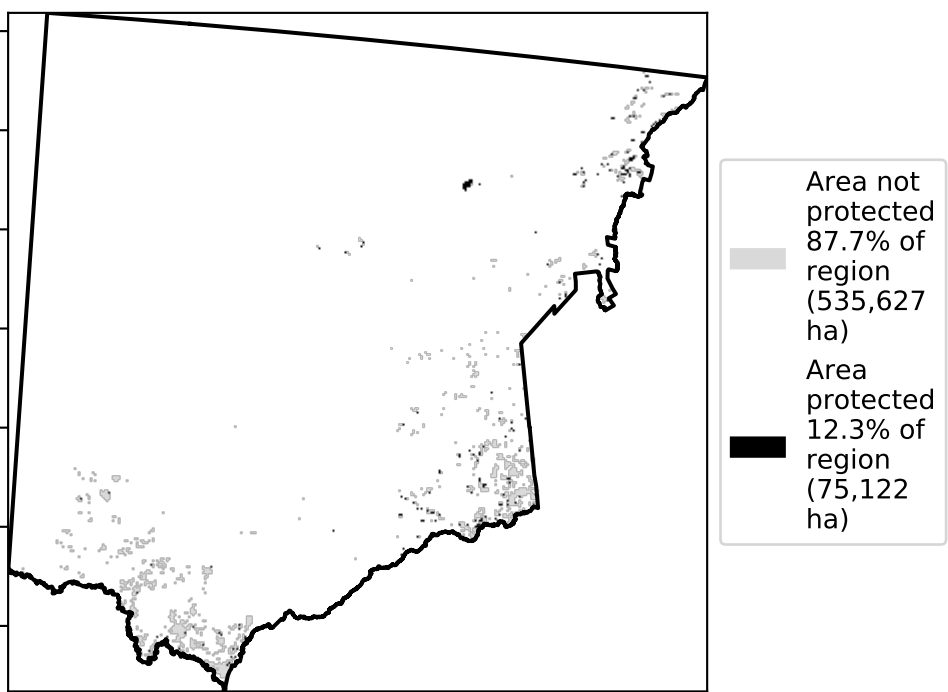 Area not
protected
87.7% of
region
(535,627
ha)
Area
protected
12.3% of
region
(75,122
ha)